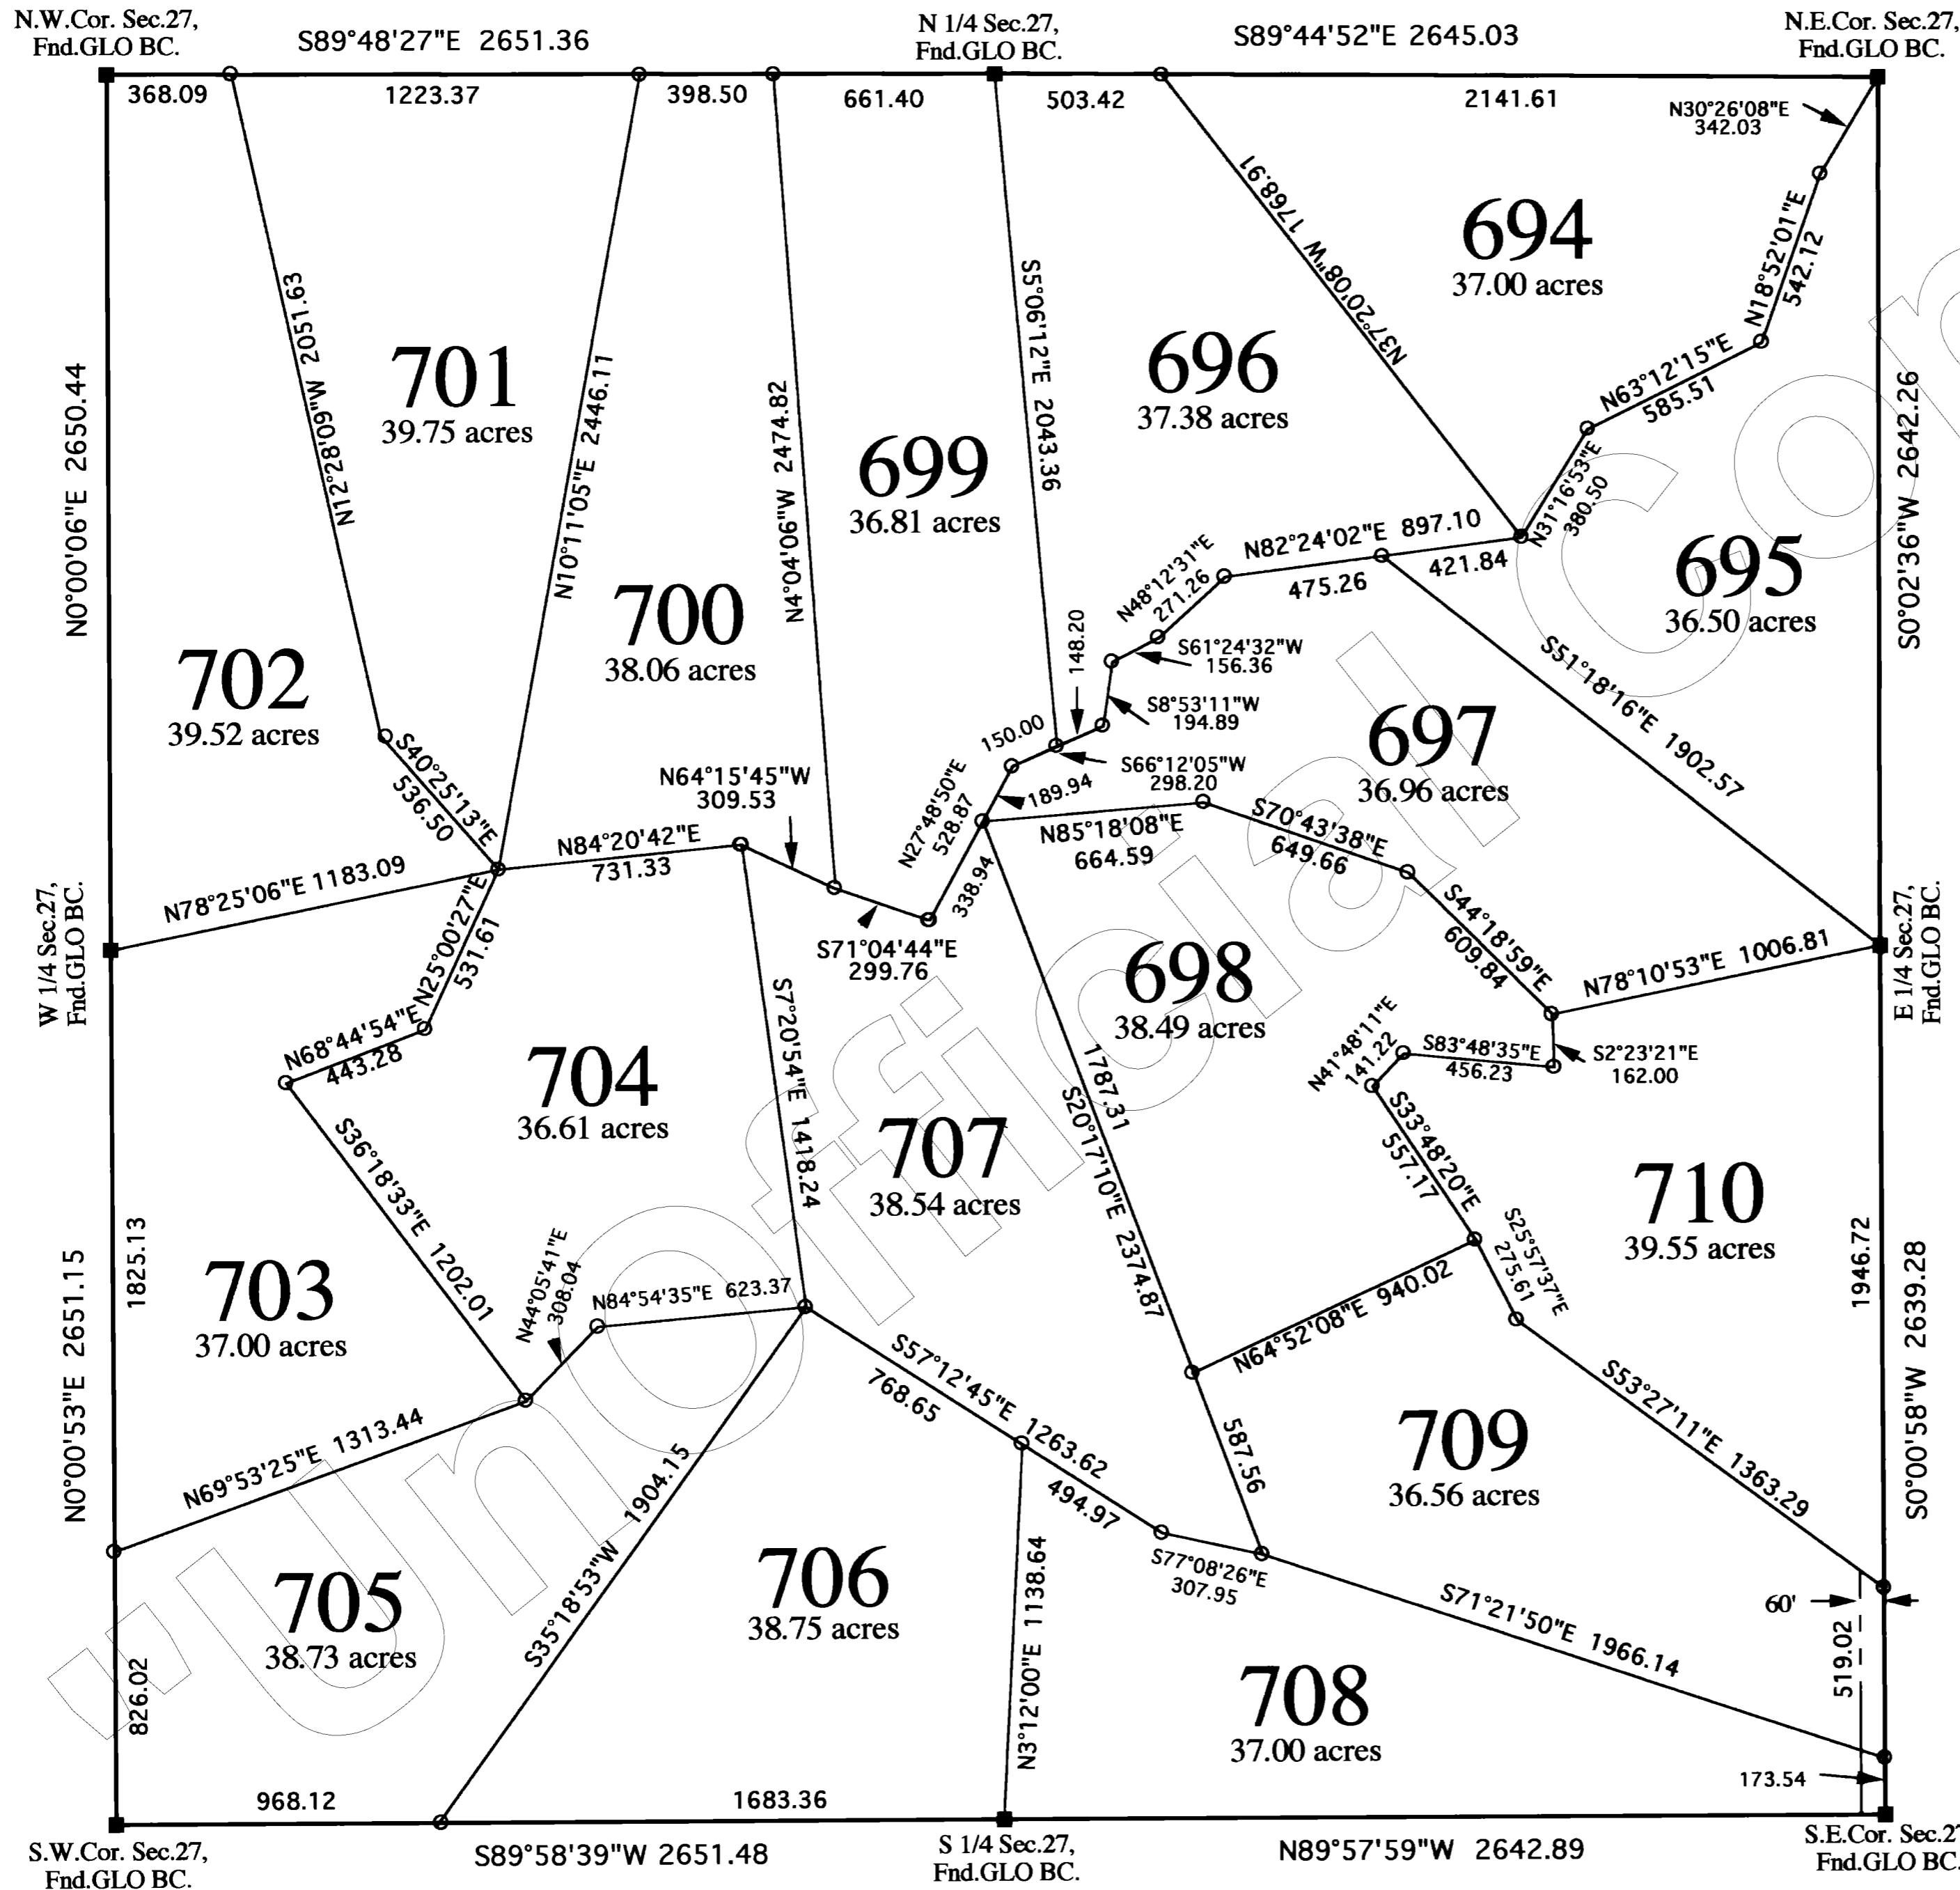 N.W.Cor. Sec.27,
Fnd.GLO BC.
S89°48'27"E 2651.36
N 1/4 Sec.27,
Fnd.GLO BC.
S89°44'52"E 2645.03
N.E.Cor. Sec.27,
Fnd.GLO BC.
368.09
1223.37
398.50
661.40
503.42
2141.61
N30°26'08"E
342.03
N37°20'08"W 1768.91
694
37.00 acres
N18°52'01"E
542.12
N12°28'09"W 2051.63
701
39.75 acres
N10°11'05"E 2446.11
N4°04'06"W 2474.82
S5°06'12"E 2043.36
696
37.38 acres
N63°12'15"E
585.51
N0°00'06"E 2650.44
S0°02'36"W 2642.26
699
36.81 acres
N31°16'53"E
380.50
N82°24'02"E 897.10
475.26
421.84
695
36.50 acres
N48°12'31"E
271.26
700
38.06 acres
S61°24'32"W
156.36
148.20
702
39.52 acres
S8°53'11"W
194.89
S51°18'16"E 1902.57
697
36.96 acres
S40°25'13"E
536.50
150.00
S66°12'05"W
298.20
N64°15'45"W
309.53
189.94
N27°48'50"E
528.87
338.94
N84°20'42"E
731.33
N85°18'08"E
664.59
S70°43'38"E
649.66
N78°25'06"E 1183.09
W 1/4 Sec.27,
Fnd.GLO BC.
N25°00'27"E
531.61
S71°04'44"E
299.76
S44°18'59"E
609.84
N78°10'53"E 1006.81
E 1/4 Sec.27,
Fnd.GLO BC.
698
38.49 acres
S7°20'54"E 1418.24
N68°44'54"E
443.28
N41°48'11"E
141.22
S83°48'35"E
456.23
S2°23'21"E
162.00
704
36.61 acres
1787.31
S20°17'10"E 2374.87
707
38.54 acres
S33°48'20"E
557.17
S36°18'33"E 1202.01
710
39.55 acres
1825.13
N0°00'53"E 2651.15
703
37.00 acres
N44°05'41"E
308.04
N84°54'35"E 623.37
S25°57'37"E
275.61
1946.72
S0°00'58"W 2639.28
S57°12'45"E 1263.62
768.65
494.97
N64°52'08"E 940.02
S53°27'11"E 1363.29
N69°53'25"E 1313.44
587.56
709
36.56 acres
S35°18'53"W 1904.15
S77°08'26"E
307.95
N3°12'00"E 1138.64
S71°21'50"E 1966.14
60'
519.02
705
38.73 acres
706
38.75 acres
708
37.00 acres
826.02
173.54
968.12
1683.36
S.W.Cor. Sec.27,
Fnd.GLO BC.
S89°58'39"W 2651.48
S 1/4 Sec.27,
Fnd.GLO BC.
N89°57'59"W 2642.89
S.E.Cor. Sec.27
Fnd.GLO BC.
"Unofficial Co